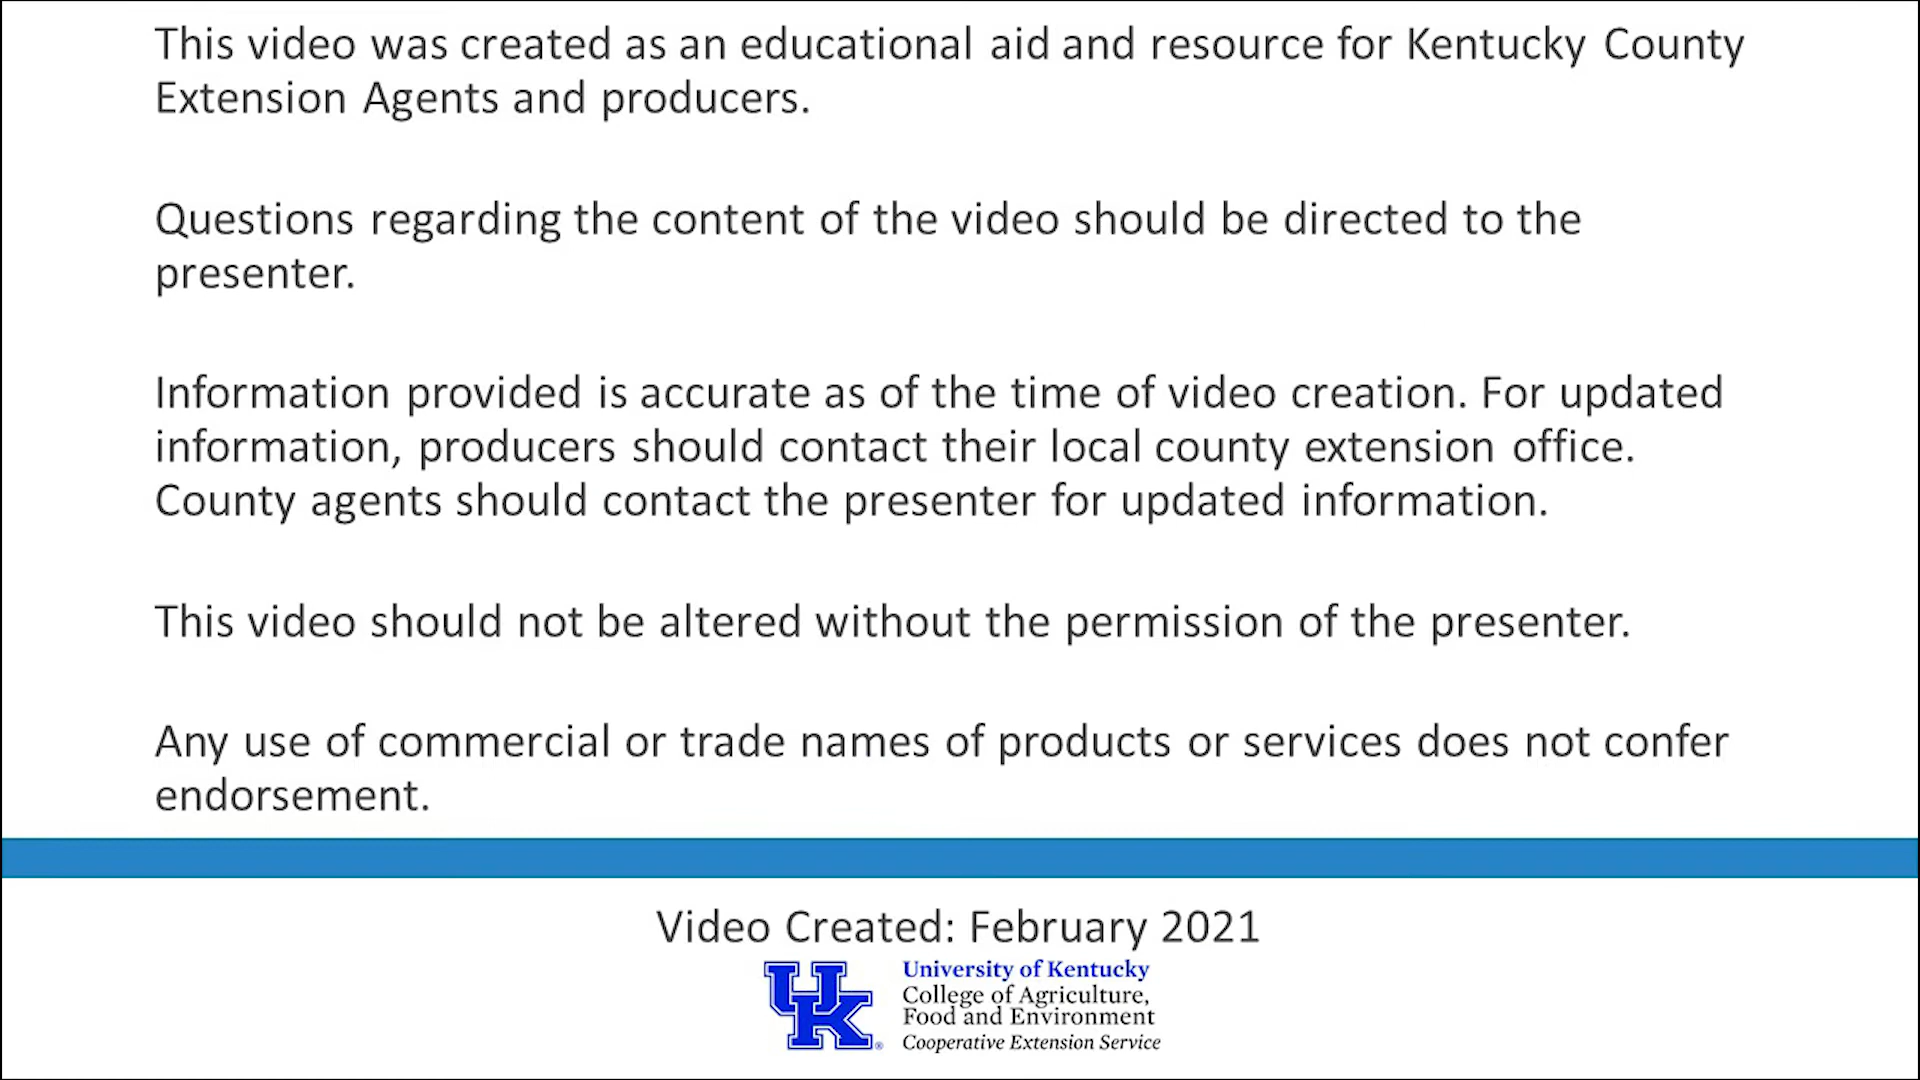 This video was created as an educational aid and resource for Kentucky County
Extension Agents and producers.
Questions regarding the content of the video should be directed to the
presenter.
Information provided is accurate as of the time of video creation. For updated
information, producers should contact their local county extension office.
County agents should contact the presenter for updated information.
This video should not be altered without the permission of the presenter.
Any use of commercial or trade names of products or services does not confer
endorsement.
Video Created: February 2021
UK®
University of Kentucky
College of Agriculture,
Food and Environment
Cooperative Extension Service